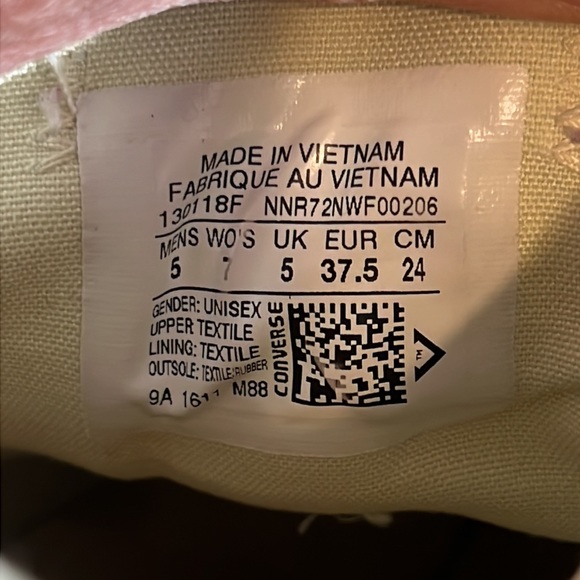 MADE IN VIETNAM
FABRIQUE AU VIETNAM
130118F NNR72NWF00206
MENS WO'S UK EUR CM
5 7 5 37.5 24
GENDER: UNISEX
UPPER TEXTILE
LINING: TEXTILE
OUTSOLE: TEXTILE/RUBBER
9A M88
CONVERSE
TM